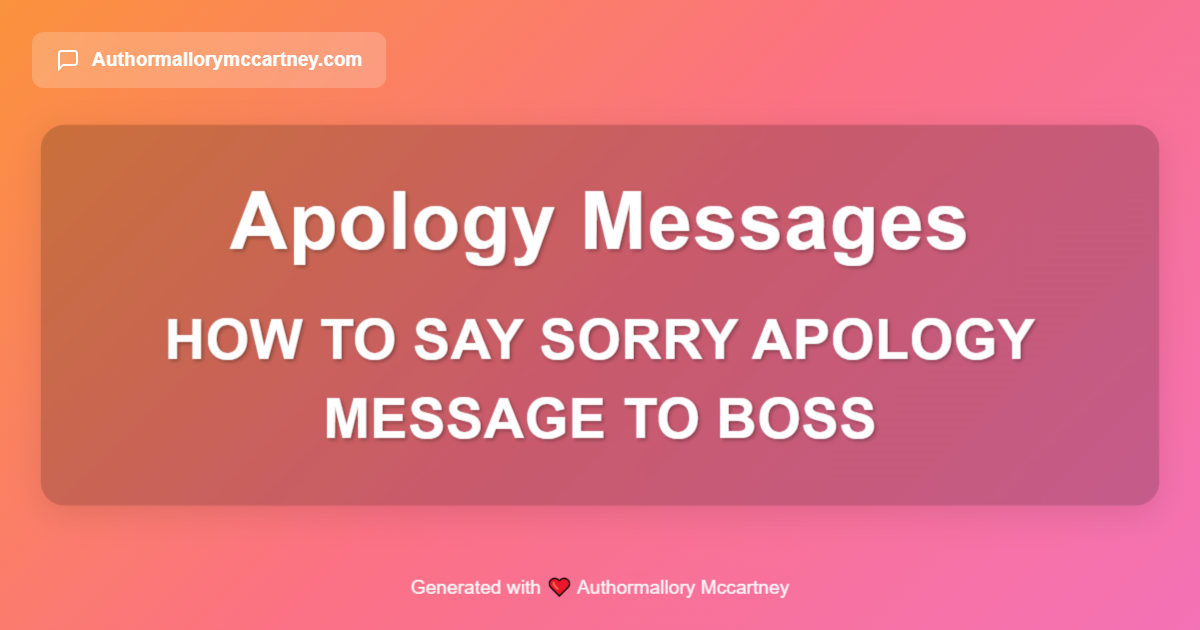 Authormallorymccartney.com
Apology Messages
HOW TO SAY SORRY APOLOGY
MESSAGE TO BOSS
Generated with ❤️ Authormallory Mccartney